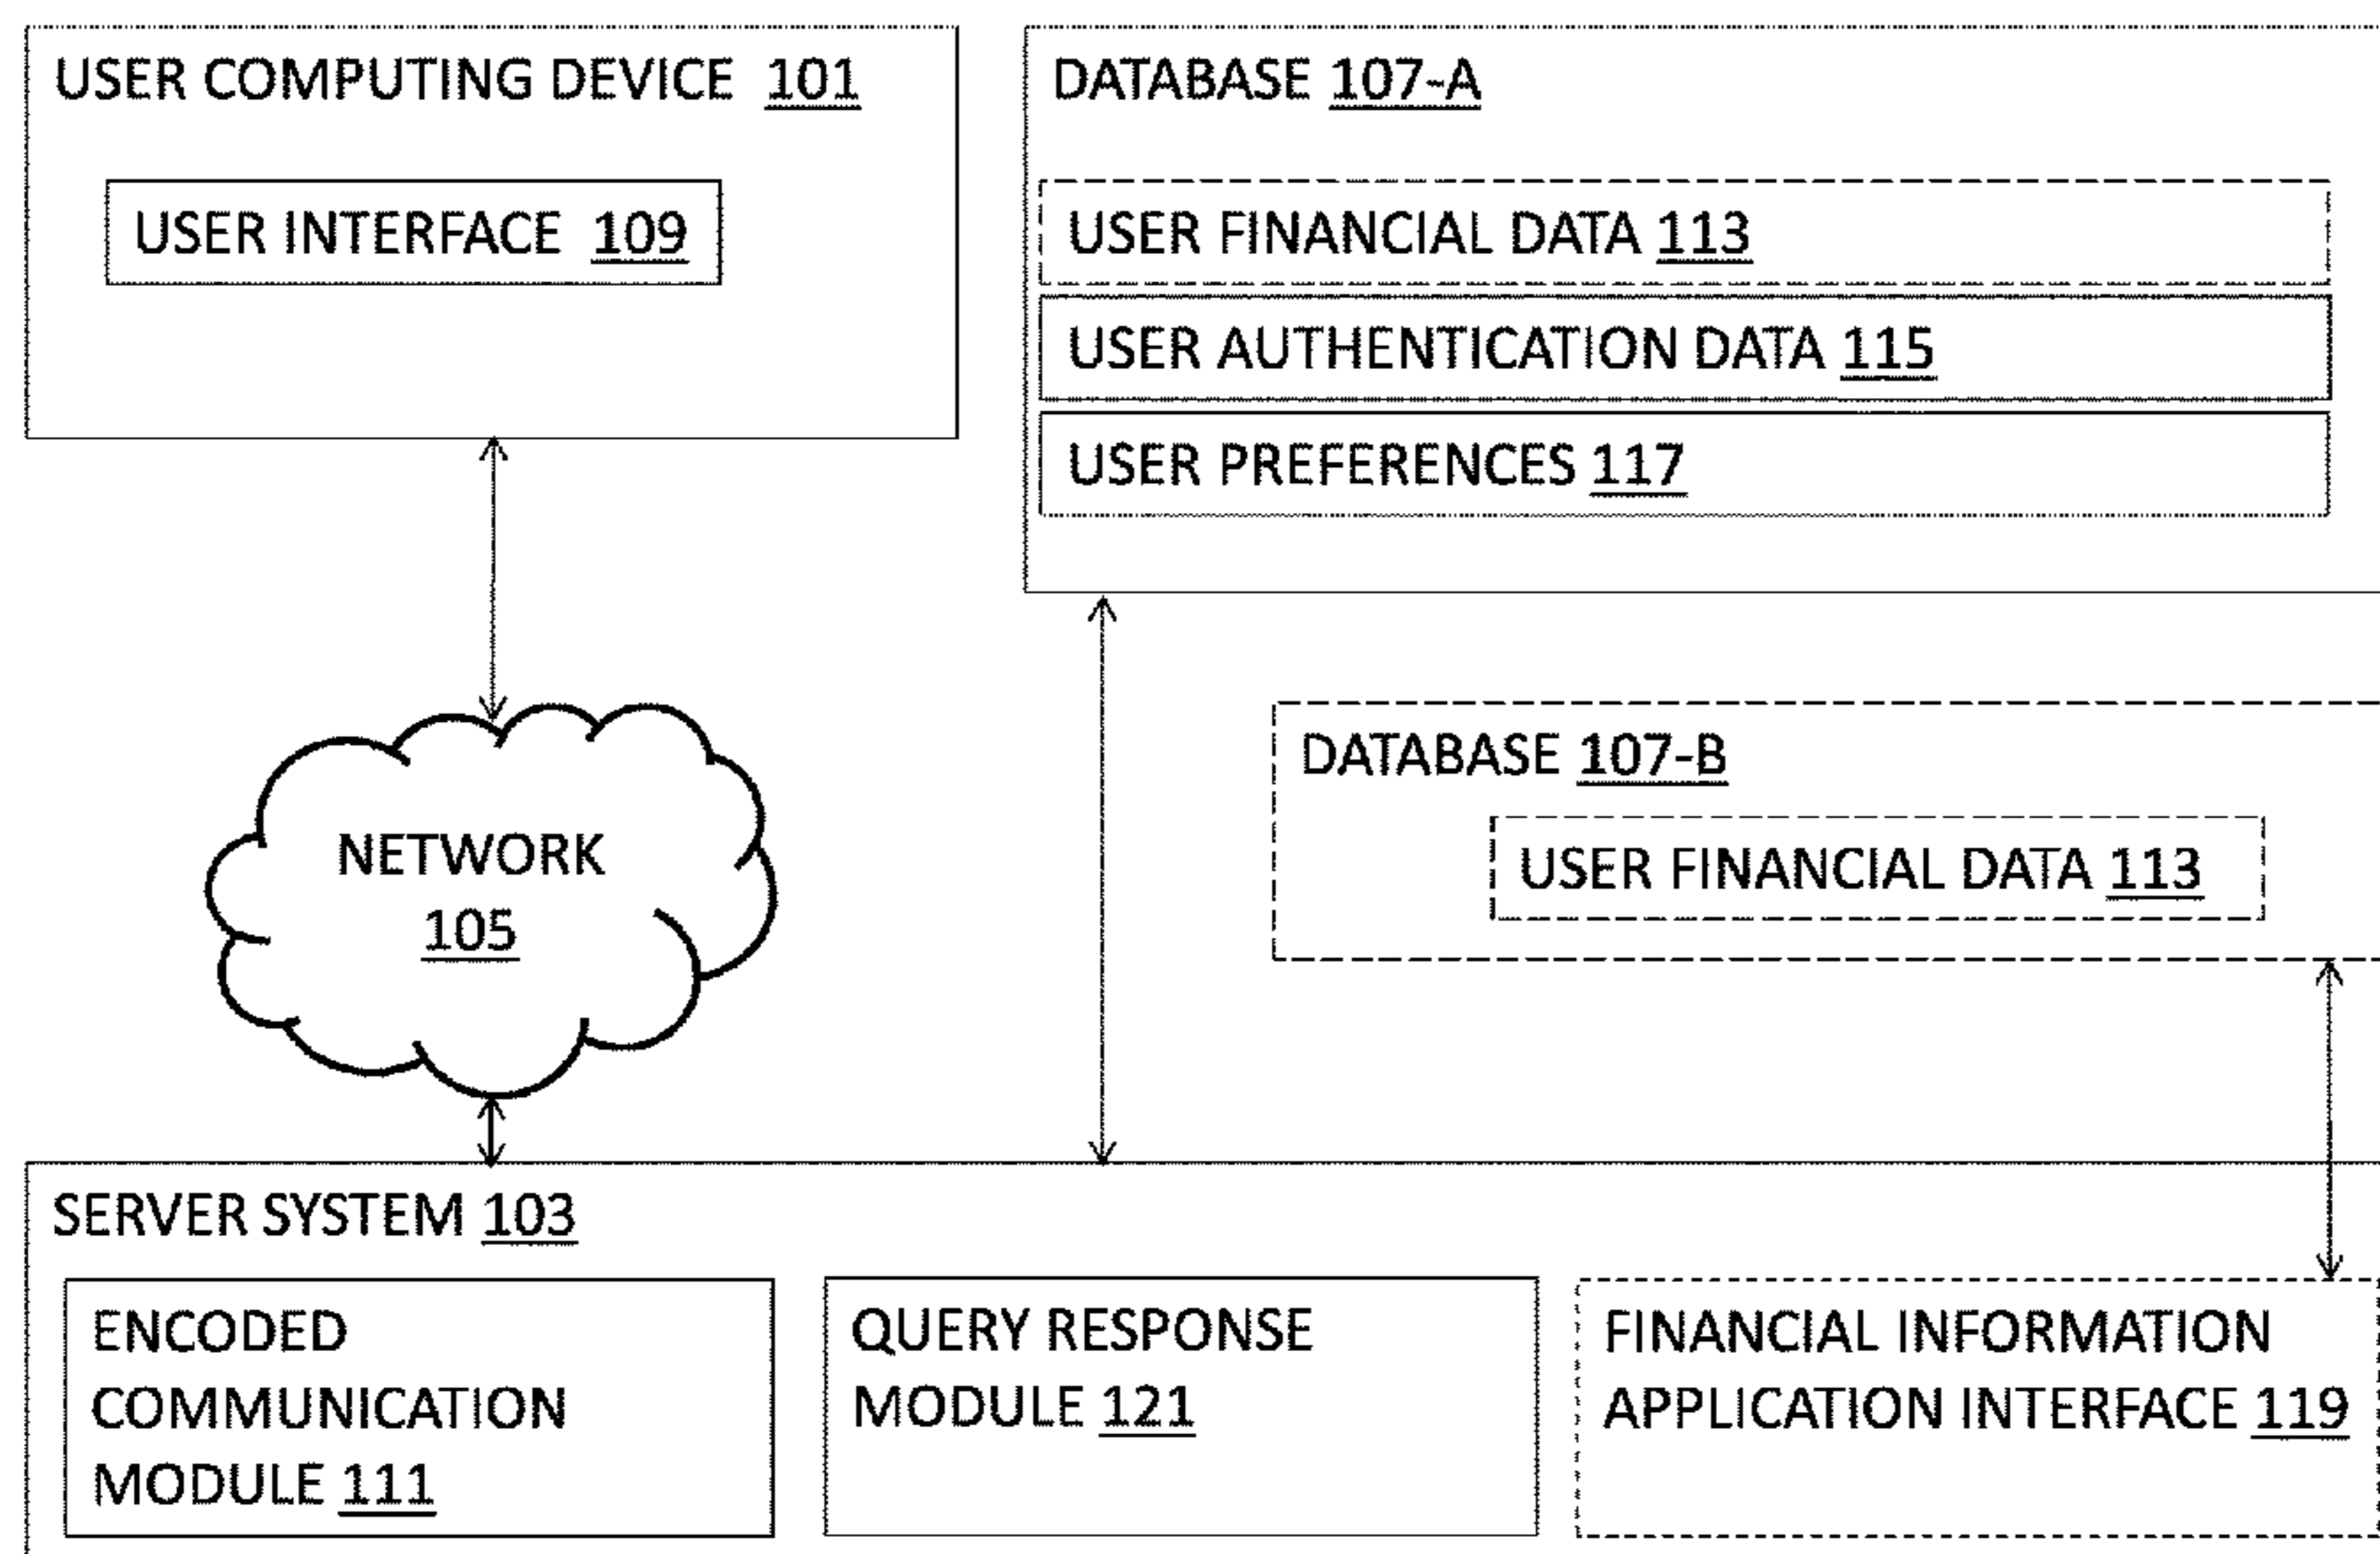 USER COMPUTING DEVICE 101
USER INTERFACE 109
DATABASE 107-A
USER FINANCIAL DATA 113
USER AUTHENTICATION DATA 115
USER PREFERENCES 117
DATABASE 107-B
USER FINANCIAL DATA 113
NETWORK
105
SERVER SYSTEM 103
ENCODED
COMMUNICATION
MODULE 111
QUERY RESPONSE
MODULE 121
FINANCIAL INFORMATION
APPLICATION INTERFACE 119